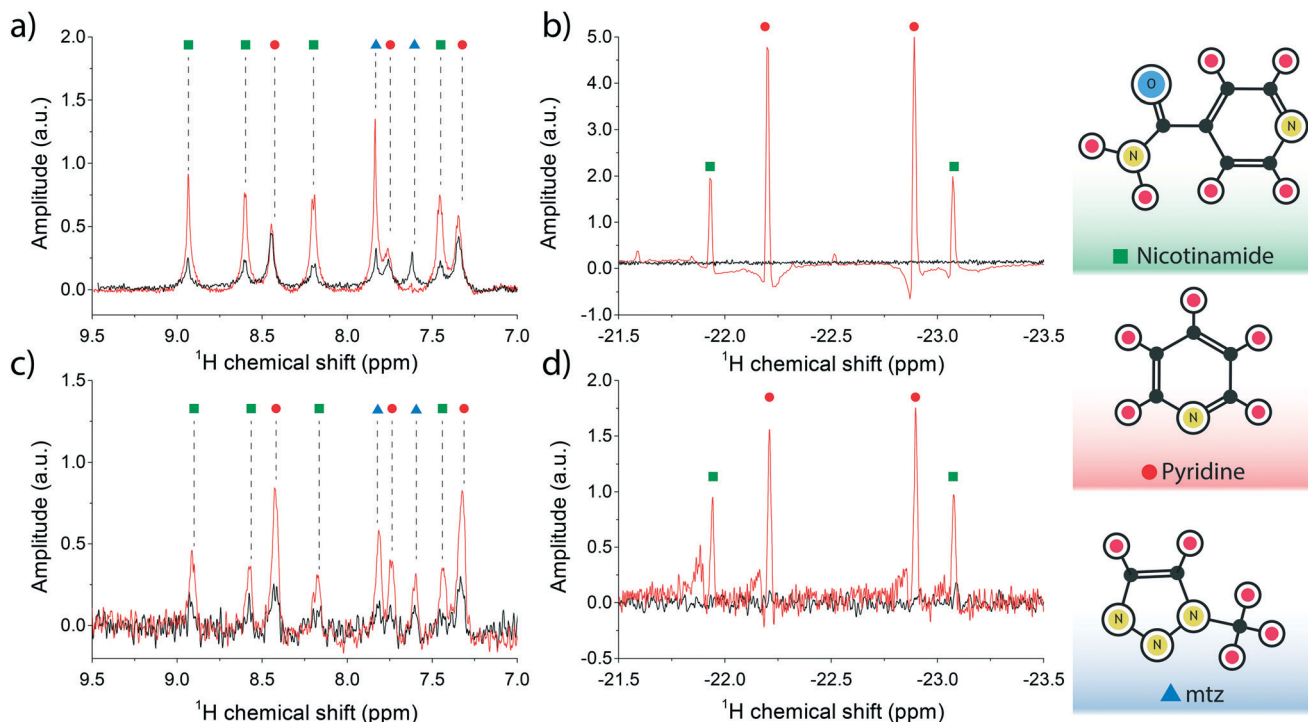 a)
2.0
1.5
1.0
0.5
0.0
Amplitude (a.u.)
9.5 9.0 8.5 8.0 7.5 7.0
¹H chemical shift (ppm)
b)
5.0
4.0
3.0
2.0
1.0
0.0
-1.0
Amplitude (a.u.)
-21.5 -22.0 -22.5 -23.0 -23.5
¹H chemical shift (ppm)
O
N
N
Nicotinamide
c)
1.5
1.0
0.5
0.0
Amplitude (a.u.)
9.5 9.0 8.5 8.0 7.5 7.0
¹H chemical shift (ppm)
d)
2.0
1.5
1.0
0.5
0.0
-0.5
Amplitude (a.u.)
-21.5 -22.0 -22.5 -23.0 -23.5
¹H chemical shift (ppm)
N
Pyridine
N
N
N
mtz